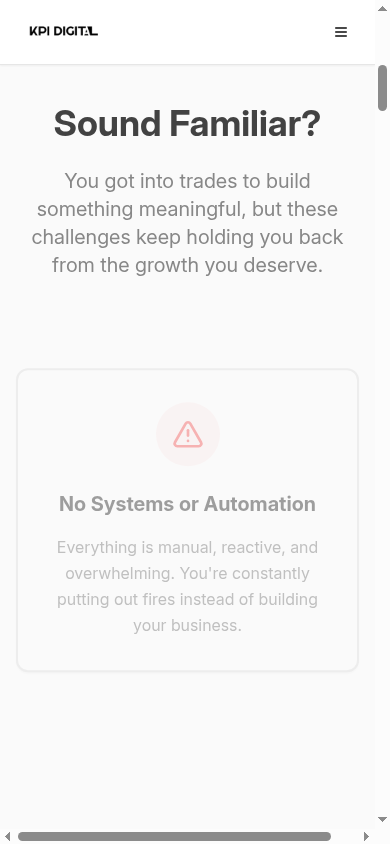 KPI DIGITAL
Sound Familiar?
You got into trades to build
something meaningful, but these
challenges keep holding you back
from the growth you deserve.
No Systems or Automation
Everything is manual, reactive, and
overwhelming. You're constantly
putting out fires instead of building
your business.